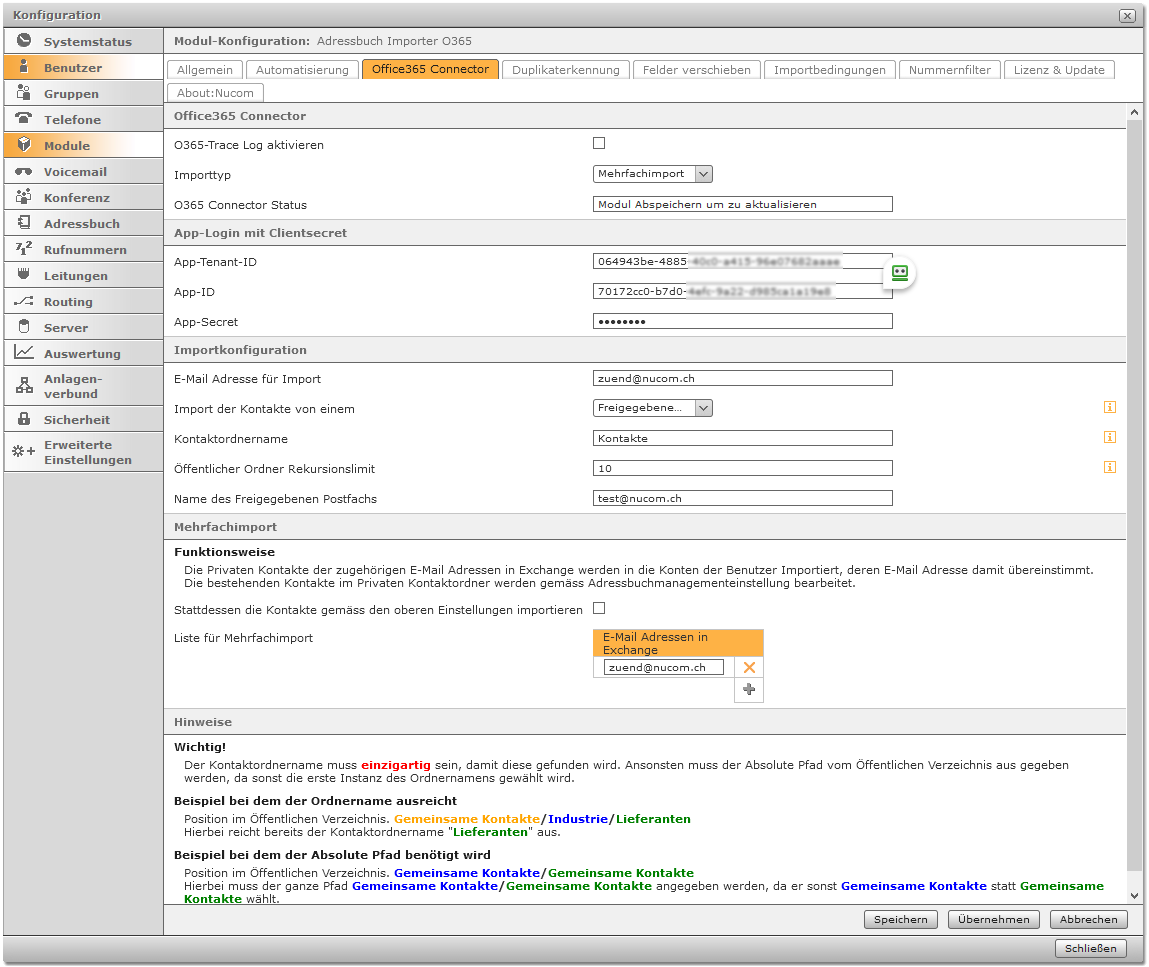 Konfiguration
Systemstatus
Benutzer
Gruppen
Telefone
Module
Voicemail
Konferenz
Adressbuch
Rufnummern
Leitungen
Routing
Server
Auswertung
Anlagen-
verbund
Sicherheit
Erweiterte
Einstellungen
Modul-Konfiguration: Adressbuch Importer O365
Allgemein Automatisierung Office365 Connector Duplikaterkennung Felder verschieben Importbedingungen Nummernfilter Lizenz & Update
About:Nucom
Office365 Connector
O365-Trace Log aktivieren
Importtyp Mehrfachimport
O365 Connector Status Modul Abspeichern um zu aktualisieren
App-Login mit Clientsecret
App-Tenant-ID 064943be-4885
App-ID 70172cc0-b7d0-
App-Secret ••••••••
Importkonfiguration
E-Mail Adresse für Import zuend@nucom.ch
Import der Kontakte von einem Freigegebene...
Kontaktordnername Kontakte
Öffentlicher Ordner Rekursionslimit 10
Name des Freigegebenen Postfachs test@nucom.ch
Mehrfachimport
Funktionsweise
Die Privaten Kontakte der zugehörigen E-Mail Adressen in Exchange werden in die Konten der Benutzer Importiert, deren E-Mail Adresse damit übereinstimmt.
Die bestehenden Kontakte im Privaten Kontaktordner werden gemäss Adressbuchmanagementeinstellung bearbeitet.
Stattdessen die Kontakte gemäss den oberen Einstellungen importieren
Liste für Mehrfachimport
E-Mail Adressen in
Exchange
zuend@nucom.ch
Hinweise
Wichtig!
Der Kontaktordnername muss einzigartig sein, damit diese gefunden wird. Ansonsten muss der Absolute Pfad vom Öffentlichen Verzeichnis aus gegeben
werden, da sonst die erste Instanz des Ordnernamens gewählt wird.
Beispiel bei dem der Ordnername ausreicht
Position im Öffentlichen Verzeichnis. Gemeinsame Kontakte/Industrie/Lieferanten
Hierbei reicht bereits der Kontaktordnername "Lieferanten" aus.
Beispiel bei dem der Absolute Pfad benötigt wird
Position im Öffentlichen Verzeichnis. Gemeinsame Kontakte/Gemeinsame Kontakte
Hierbei muss der ganze Pfad Gemeinsame Kontakte/Gemeinsame Kontakte angegeben werden, da er sonst Gemeinsame Kontakte statt Gemeinsame
Kontakte wählt.
Speichern Übernehmen Abbrechen
Schließen